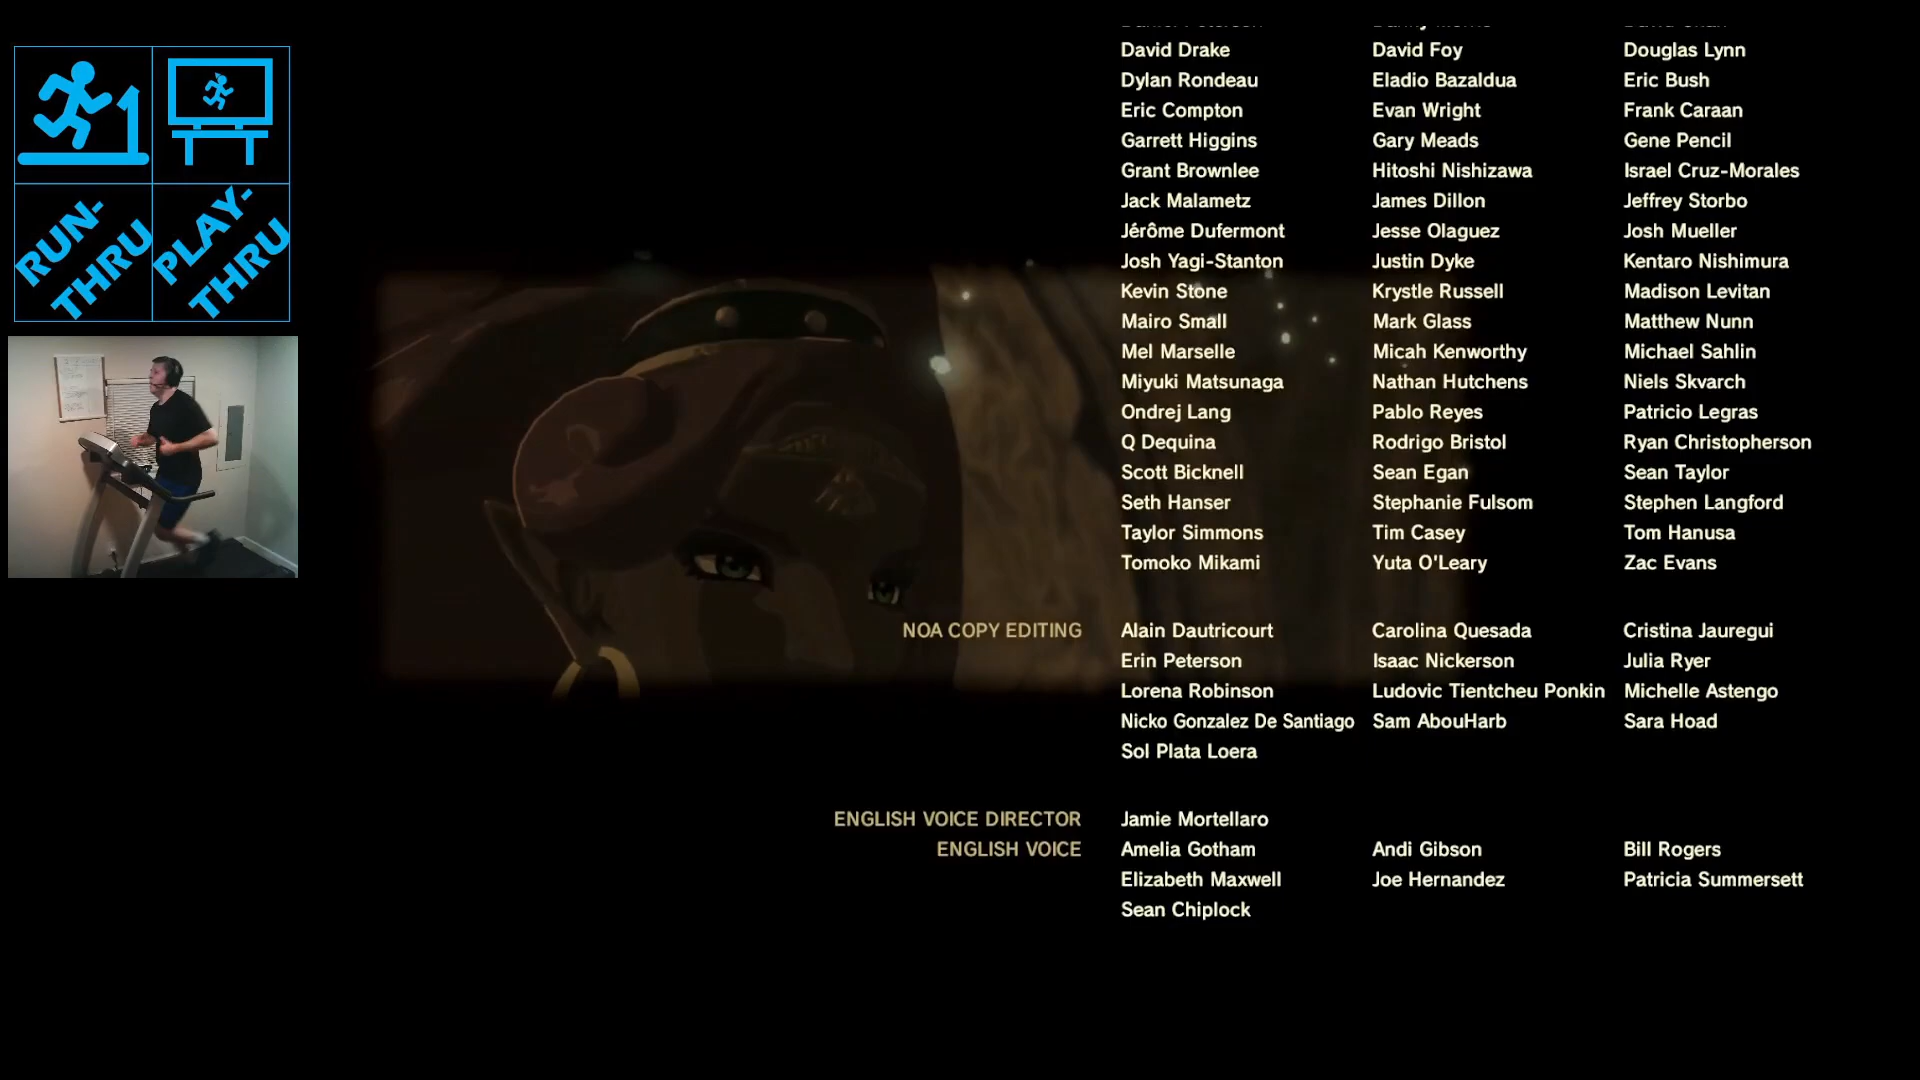 RUN-
THRU
PLAY-
THRU
David Drake David Foy Douglas Lynn
Dylan Rondeau Eladio Bazaldua Eric Bush
Eric Compton Evan Wright Frank Caraan
Garrett Higgins Gary Meads Gene Pencil
Grant Brownlee Hitoshi Nishizawa Israel Cruz-Morales
Jack Malametz James Dillon Jeffrey Storbo
Jérôme Dufermont Jesse Olaguez Josh Mueller
Josh Yagi-Stanton Justin Dyke Kentaro Nishimura
Kevin Stone Krystle Russell Madison Levitan
Mairo Small Mark Glass Matthew Nunn
Mel Marselle Micah Kenworthy Michael Sahlin
Miyuki Matsunaga Nathan Hutchens Niels Skvarch
Ondrej Lang Pablo Reyes Patricio Legras
Q Dequina Rodrigo Bristol Ryan Christopherson
Scott Bicknell Sean Egan Sean Taylor
Seth Hanser Stephanie Fulsom Stephen Langford
Taylor Simmons Tim Casey Tom Hanusa
Tomoko Mikami Yuta O'Leary Zac Evans
NOA COPY EDITING Alain Dautricourt Carolina Quesada Cristina Jauregui
Erin Peterson Isaac Nickerson Julia Ryer
Lorena Robinson Ludovic Tientcheu Ponkin Michelle Astengo
Nicko Gonzalez De Santiago Sam AbouHarb Sara Hoad
Sol Plata Loera
ENGLISH VOICE DIRECTOR Jamie Mortellaro
ENGLISH VOICE Amelia Gotham Andi Gibson Bill Rogers
Elizabeth Maxwell Joe Hernandez Patricia Summersett
Sean Chiplock